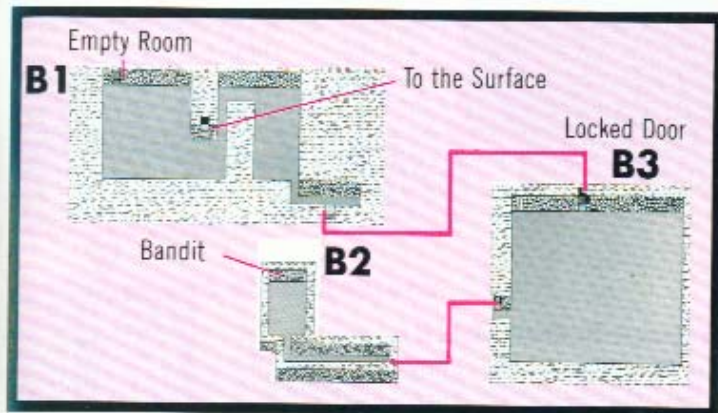 Empty Room
B1
To the Surface
Locked Door
B3
Bandit
B2